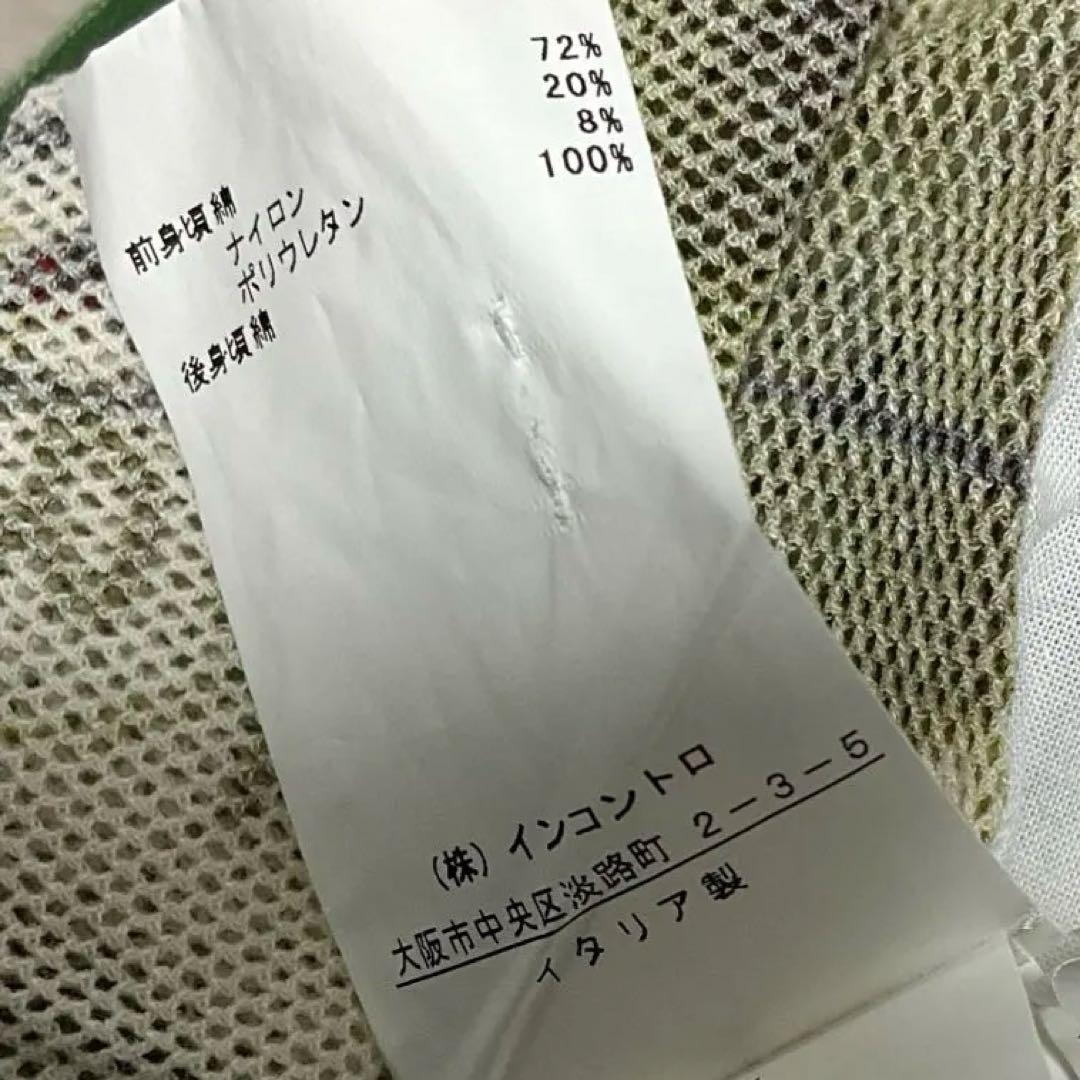 前身頃綿 72%
ナイロン 20%
ポリウレタン 8%
後身頃綿 100%
(株)インコントロ
大阪市中央区淡路町 2-3-5
イタリア製